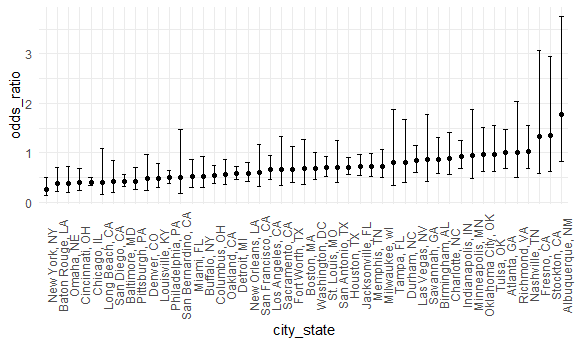 odds_ratio
3
2
1
0
New York, NY
Baton Rouge, LA
Omaha, NE
Cincinnati, OH
Chicago, IL
Long Beach, CA
San Diego, CA
Baltimore, MD
Pittsburgh, PA
Denver, CO
Louisville, KY
Philadelphia, PA
San Bernardino, CA
Miami, FL
Buffalo, NY
Columbus, OH
Oakland, CA
Detroit, MI
New Orleans, LA
San Francisco, CA
Los Angeles, CA
Sacramento, CA
Fort Worth, TX
Boston, MA
Washington, DC
St. Louis, MO
San Antonio, TX
Houston, TX
Jacksonville, FL
Memphis, TN
Milwaukee, wI
Tampa, FL
Durham, NC
Las Vegas, NV
Savannah, GA
Birmingham, AL
Charlotte, NC
Indianapolis, IN
Minneapolis, MN
Oklahoma City, OK
Tulsa, OK
Atlanta, GA
Richmond, VA
Nashville, TN
Fresno, CA
Stockton, CA
Albuquerque, NM
city_state